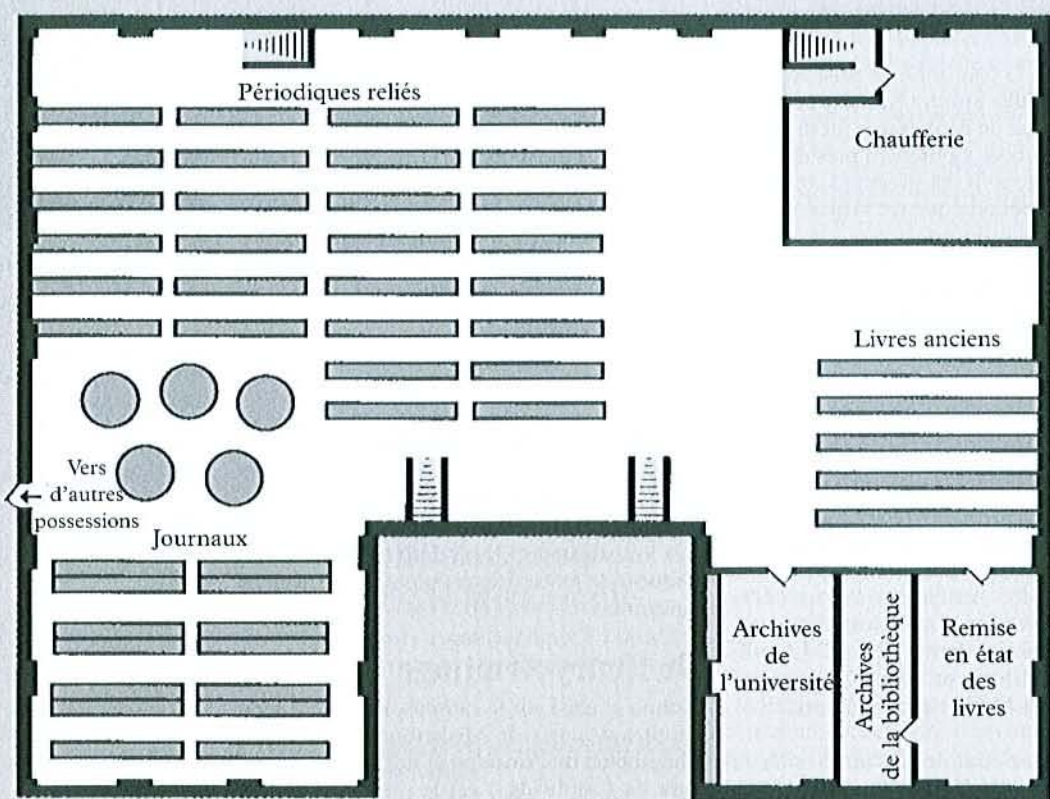 Périodiques reliés
Chaufferie
Livres anciens
Vers
d'autres
possessions
Journaux
Archives
de
l'université
Archives
de la bibliothèque
Remise
en état
des
livres